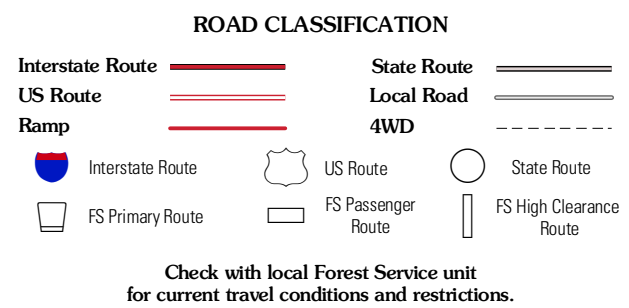 ROAD CLASSIFICATION
Interstate Route
State Route
US Route
Local Road
Ramp
4WD
Interstate Route
US Route
State Route
FS Primary Route
FS Passenger
Route
FS High Clearance
Route
Check with local Forest Service unit
for current travel conditions and restrictions.